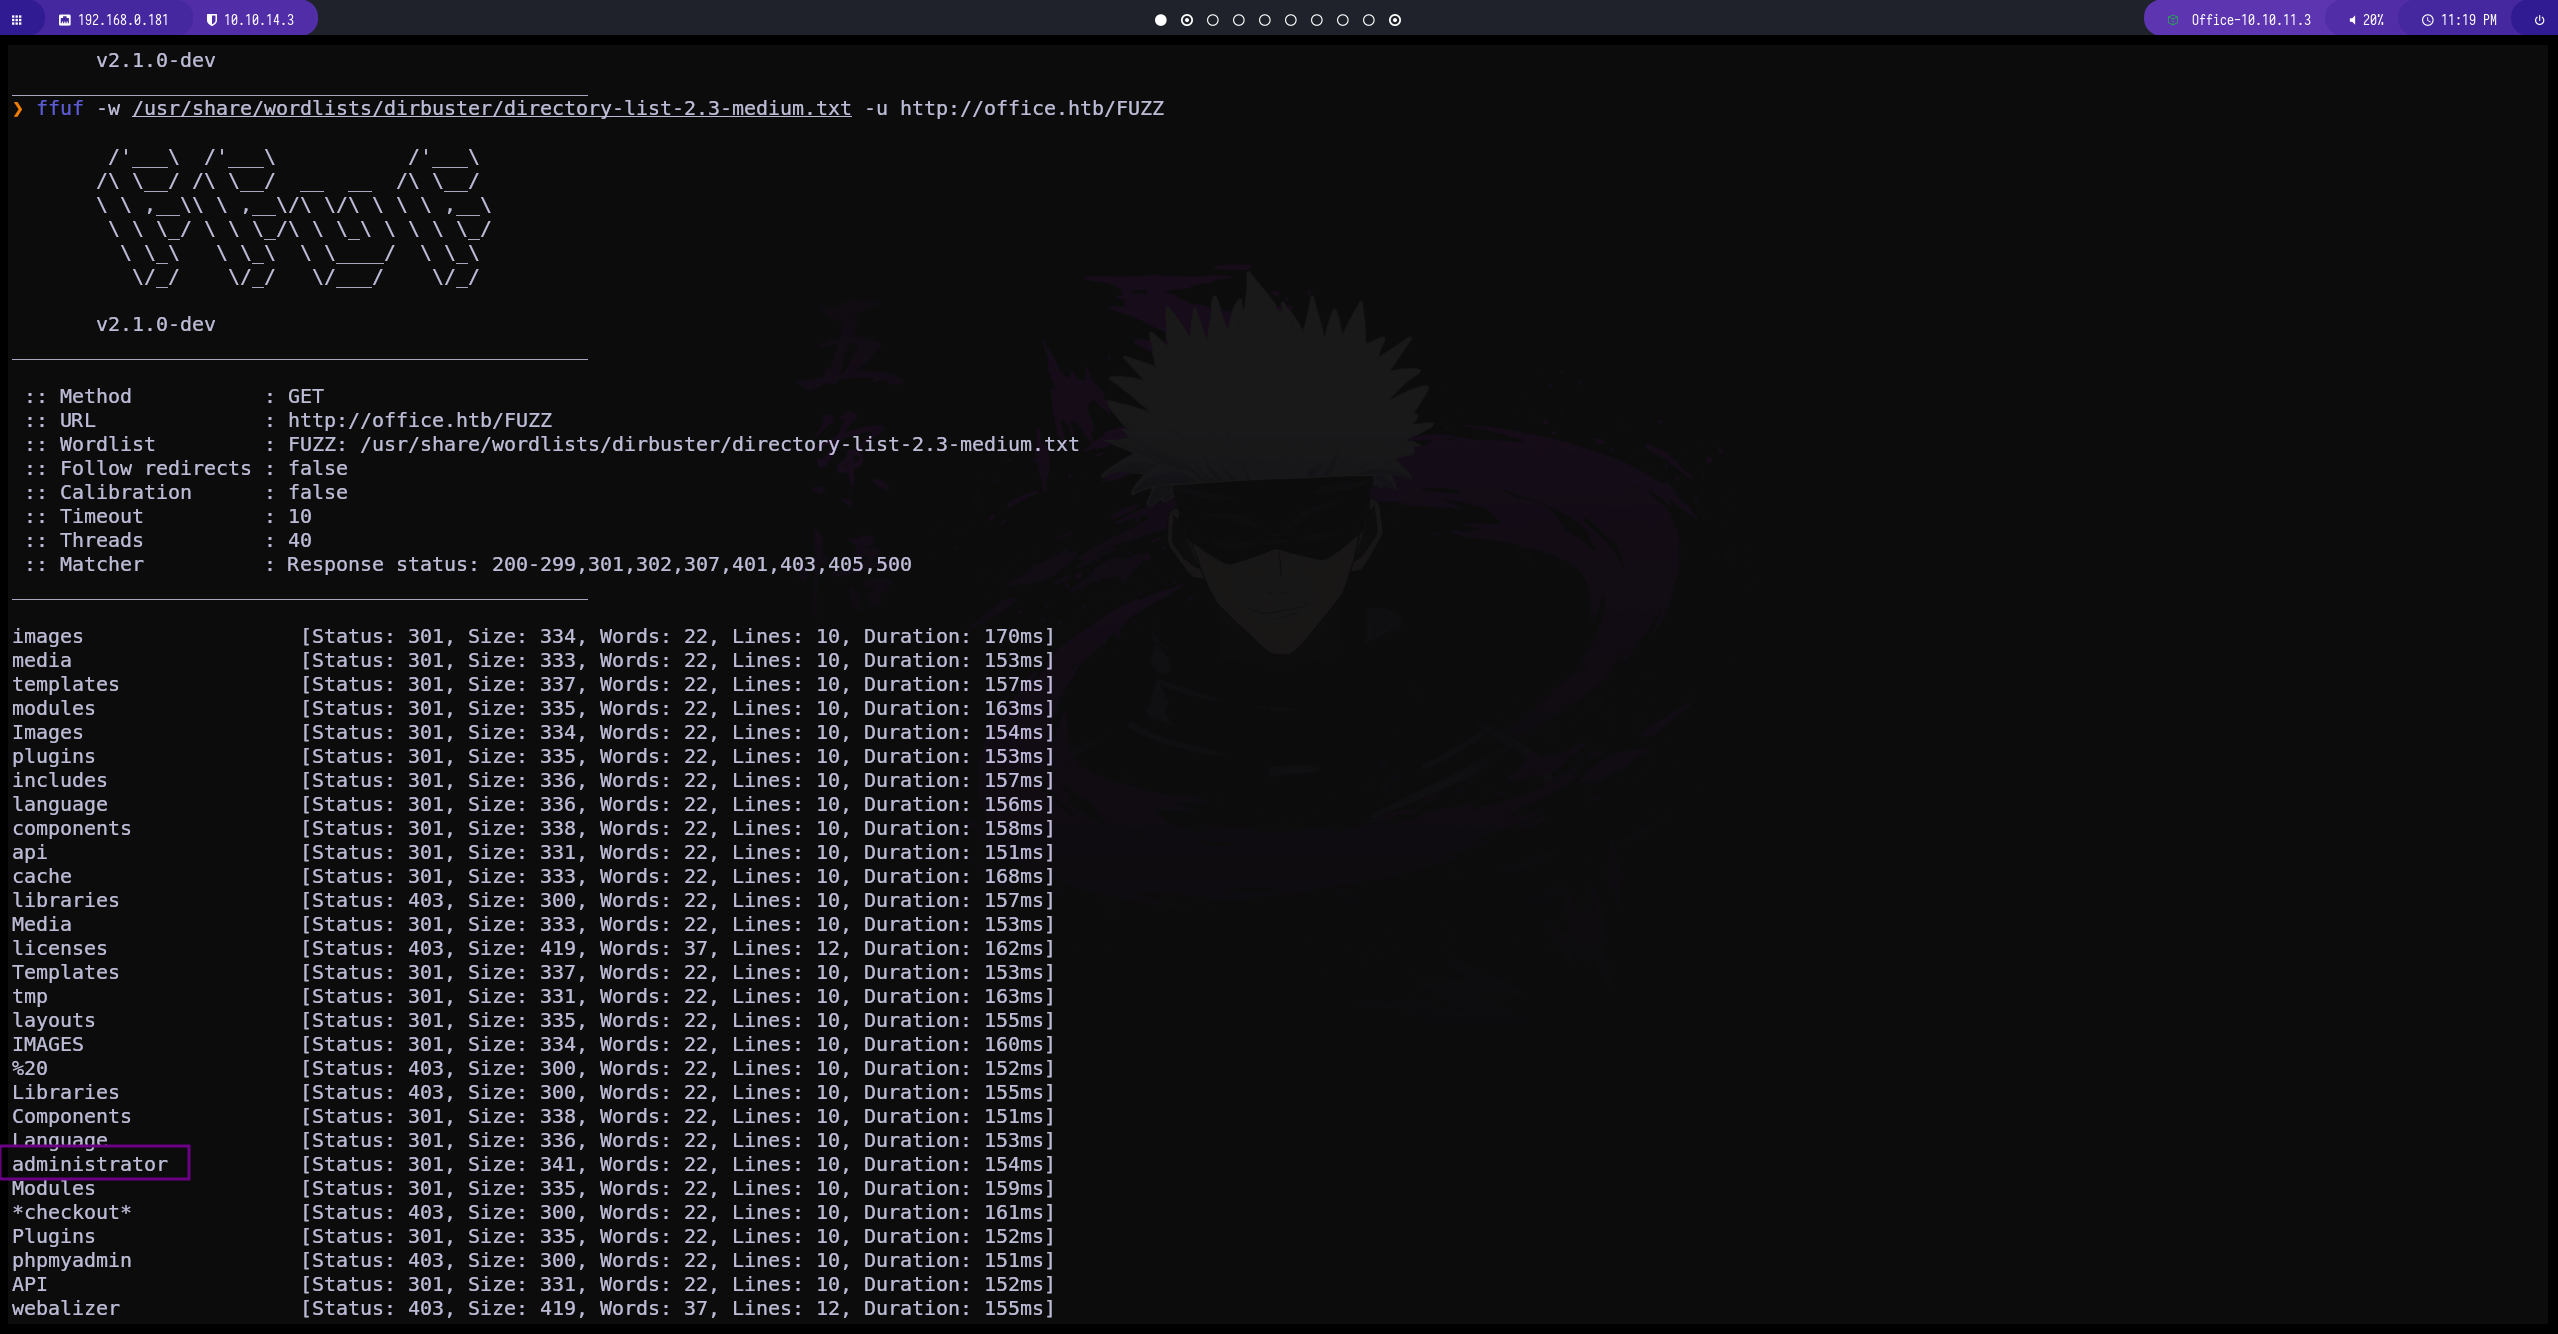 192.168.0.181 10.10.14.3 Office-10.10.11.3 20% 11:19 PM
v2.1.0-dev
________________________________________________
❯ ffuf -w /usr/share/wordlists/dirbuster/directory-list-2.3-medium.txt -u http://office.htb/FUZZ
        /'___\  /'___\           /'___\
       /\ \__/ /\ \__/  __  __  /\ \__/
       \ \ ,__\\ \ ,__\/\ \/\ \ \ \ ,__\
        \ \ \_/ \ \ \_/\ \ \_\ \ \ \ \_/
         \ \_\   \ \_\  \ \____/  \ \_\
          \/_/    \/_/   \/___/    \/_/
v2.1.0-dev
________________________________________________
:: Method           : GET
:: URL              : http://office.htb/FUZZ
:: Wordlist         : FUZZ: /usr/share/wordlists/dirbuster/directory-list-2.3-medium.txt
:: Follow redirects : false
:: Calibration      : false
:: Timeout          : 10
:: Threads          : 40
:: Matcher          : Response status: 200-299,301,302,307,401,403,405,500
________________________________________________
images                  [Status: 301, Size: 334, Words: 22, Lines: 10, Duration: 170ms]
media                   [Status: 301, Size: 333, Words: 22, Lines: 10, Duration: 153ms]
templates               [Status: 301, Size: 337, Words: 22, Lines: 10, Duration: 157ms]
modules                 [Status: 301, Size: 335, Words: 22, Lines: 10, Duration: 163ms]
Images                  [Status: 301, Size: 334, Words: 22, Lines: 10, Duration: 154ms]
plugins                 [Status: 301, Size: 335, Words: 22, Lines: 10, Duration: 153ms]
includes                [Status: 301, Size: 336, Words: 22, Lines: 10, Duration: 157ms]
language                [Status: 301, Size: 336, Words: 22, Lines: 10, Duration: 156ms]
components              [Status: 301, Size: 338, Words: 22, Lines: 10, Duration: 158ms]
api                     [Status: 301, Size: 331, Words: 22, Lines: 10, Duration: 151ms]
cache                   [Status: 301, Size: 333, Words: 22, Lines: 10, Duration: 168ms]
libraries               [Status: 403, Size: 300, Words: 22, Lines: 10, Duration: 157ms]
Media                   [Status: 301, Size: 333, Words: 22, Lines: 10, Duration: 153ms]
licenses                [Status: 403, Size: 419, Words: 37, Lines: 12, Duration: 162ms]
Templates               [Status: 301, Size: 337, Words: 22, Lines: 10, Duration: 153ms]
tmp                     [Status: 301, Size: 331, Words: 22, Lines: 10, Duration: 163ms]
layouts                 [Status: 301, Size: 335, Words: 22, Lines: 10, Duration: 155ms]
IMAGES                  [Status: 301, Size: 334, Words: 22, Lines: 10, Duration: 160ms]
%20                     [Status: 403, Size: 300, Words: 22, Lines: 10, Duration: 152ms]
Libraries               [Status: 403, Size: 300, Words: 22, Lines: 10, Duration: 155ms]
Components              [Status: 301, Size: 338, Words: 22, Lines: 10, Duration: 151ms]
Language                [Status: 301, Size: 336, Words: 22, Lines: 10, Duration: 153ms]
administrator           [Status: 301, Size: 341, Words: 22, Lines: 10, Duration: 154ms]
Modules                 [Status: 301, Size: 335, Words: 22, Lines: 10, Duration: 159ms]
*checkout*              [Status: 403, Size: 300, Words: 22, Lines: 10, Duration: 161ms]
Plugins                 [Status: 301, Size: 335, Words: 22, Lines: 10, Duration: 152ms]
phpmyadmin              [Status: 403, Size: 300, Words: 22, Lines: 10, Duration: 151ms]
API                     [Status: 301, Size: 331, Words: 22, Lines: 10, Duration: 152ms]
webalizer               [Status: 403, Size: 419, Words: 37, Lines: 12, Duration: 155ms]